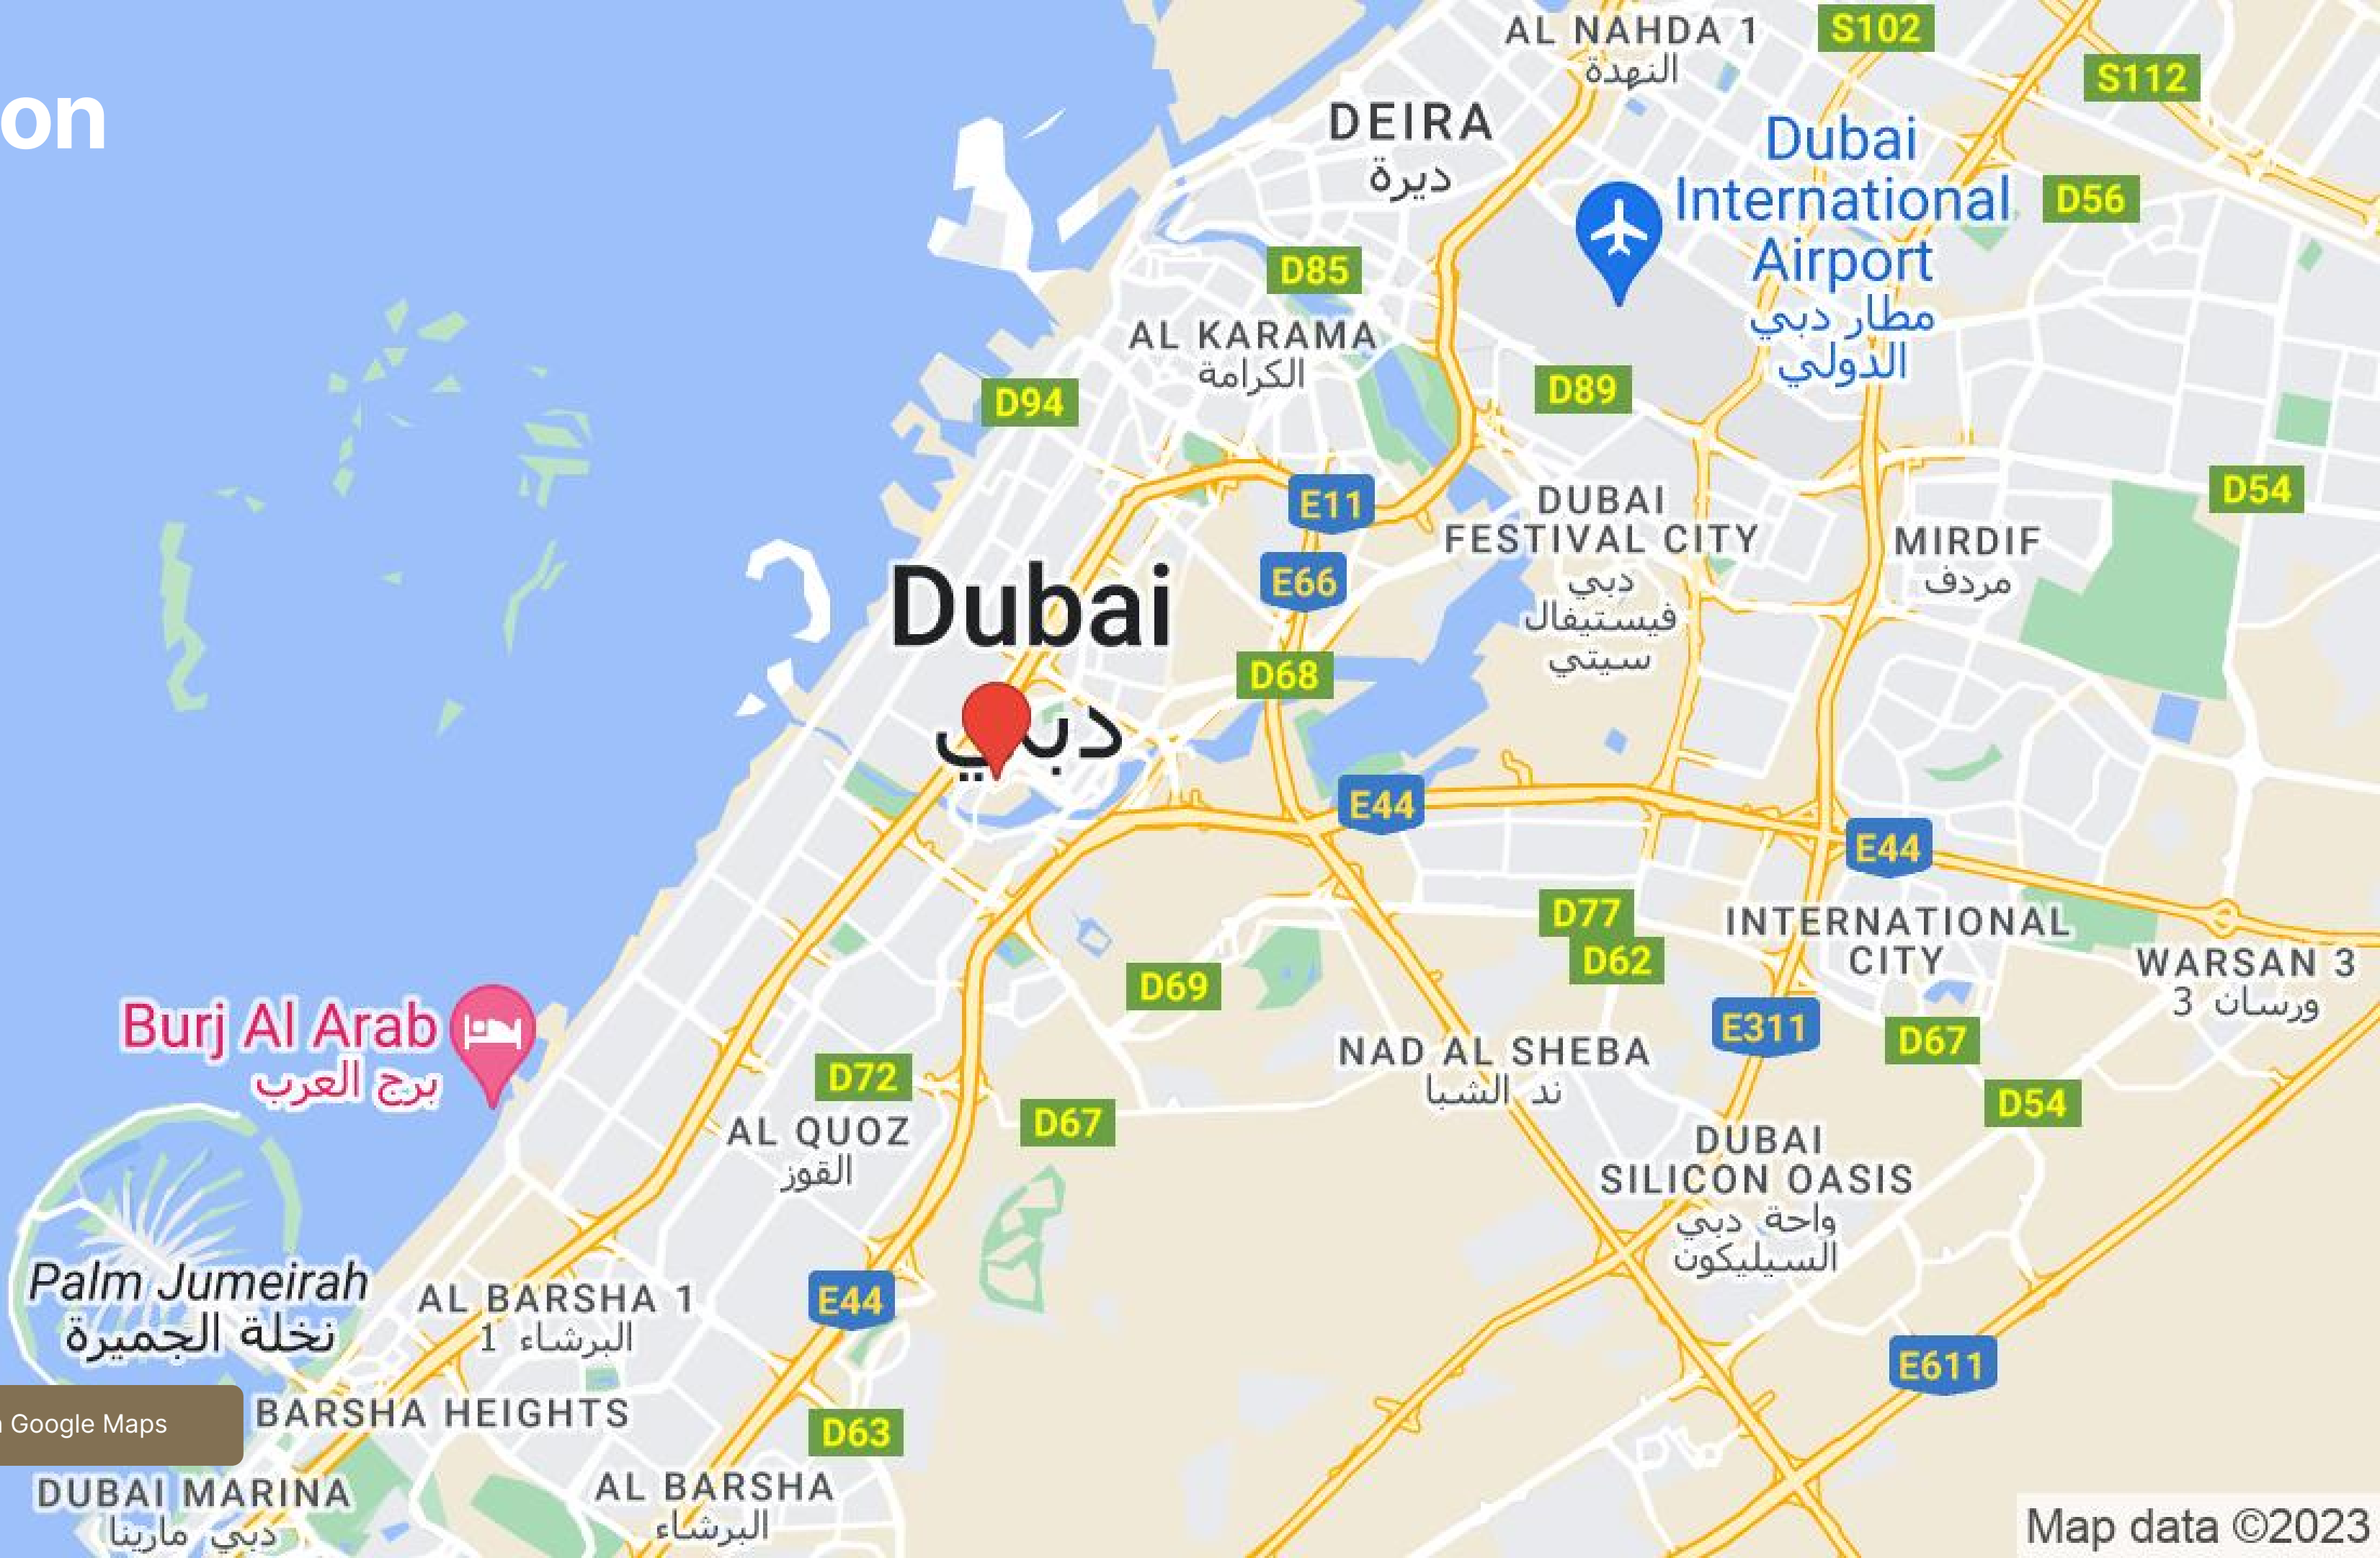 on
AL NAHDA 1
النهدة
S102
S112
DEIRA
ديرة
Dubai
International
Airport
مطار دبي
الدولي
D56
D85
AL KARAMA
الكرامة
D94
D89
E11
DUBAI
FESTIVAL CITY
دبي
فيستيفال
سيتي
D54
MIRDIF
مردف
E66
Dubai
دبي
D68
E44
E44
D77
D62
INTERNATIONAL
CITY
WARSAN 3
ورسان 3
D69
Burj Al Arab
برج العرب
E311
D67
NAD AL SHEBA
ند الشبا
D72
D67
D54
AL QUOZ
القوز
DUBAI
SILICON OASIS
واحة دبي
السيليكون
Palm Jumeirah
نخلة الجميرة
AL BARSHA 1
البرشاء 1
E44
E611
Google Maps
BARSHA HEIGHTS
D63
DUBAI MARINA
دبي مارينا
AL BARSHA
البرشاء
Map data ©2023